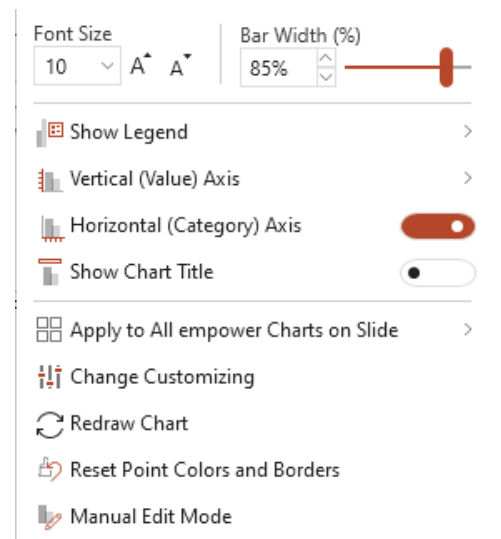 Font Size
Bar Width (%)
10
A A
85%
Show Legend
Vertical (Value) Axis
Horizontal (Category) Axis
Show Chart Title
Apply to All empower Charts on Slide
Change Customizing
Redraw Chart
Reset Point Colors and Borders
Manual Edit Mode